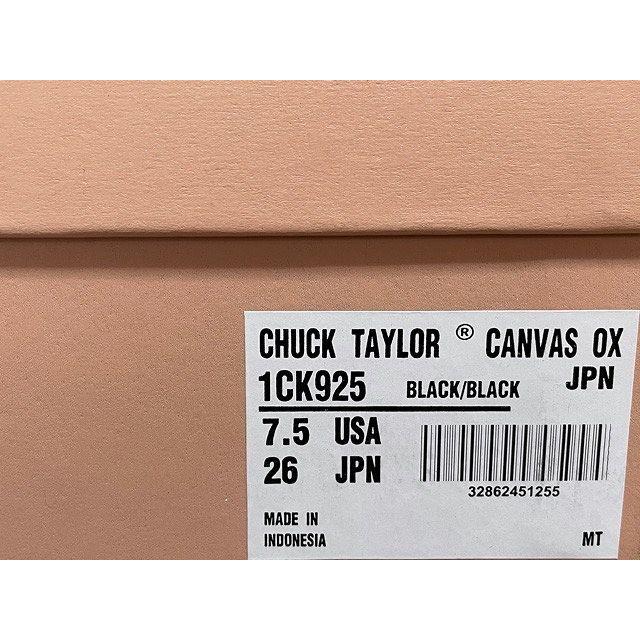 CHUCK TAYLOR ® CANVAS OX
1CK925 BLACK/BLACK JPN
7.5 USA
26 JPN
32862451255
MADE IN
INDONESIA
MT